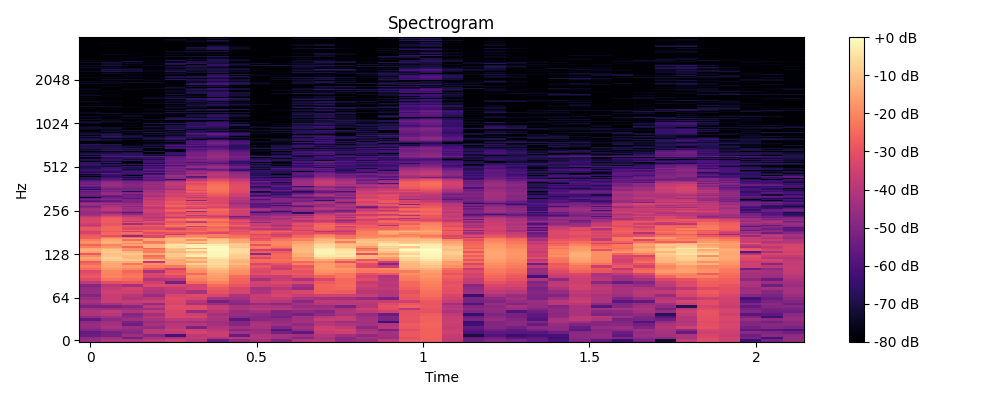 Spectrogram
Hz
2048
1024
512
256
128
64
0
0 0.5 1 1.5 2
Time
+0 dB
-10 dB
-20 dB
-30 dB
-40 dB
-50 dB
-60 dB
-70 dB
-80 dB